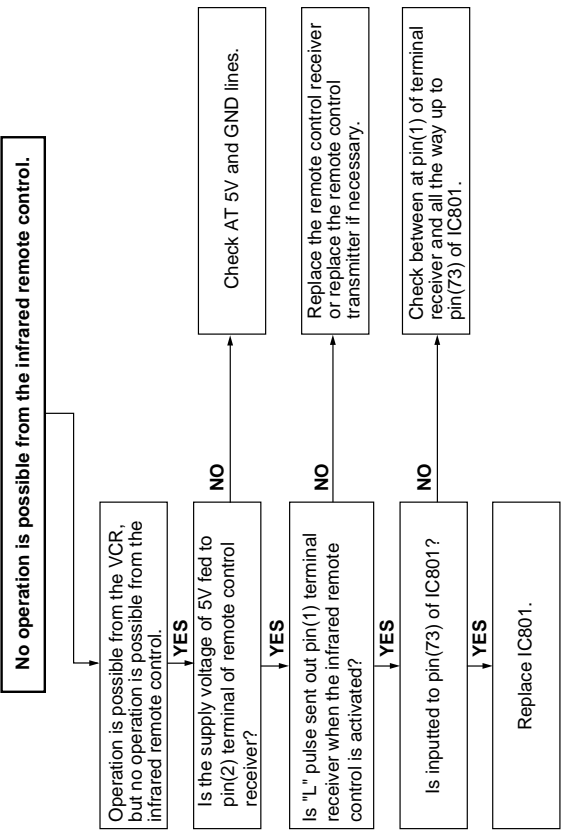 No operation is possible from the infrared remote control.
Operation is possible from the VCR,
but no operation is possible from the
infrared remote control.
YES
Is the supply voltage of 5V fed to
pin(2) terminal of remote control
receiver?
NO
Check AT 5V and GND lines.
YES
Is "L" pulse sent out pin(1) terminal
receiver when the infrared remote
control is activated?
NO
Replace the remote control receiver
or replace the remote control
transmitter if necessary.
YES
Is inputted to pin(73) of IC801?
NO
Check between at pin(1) of terminal
receiver and all the way up to
pin(73) of IC801.
YES
Replace IC801.